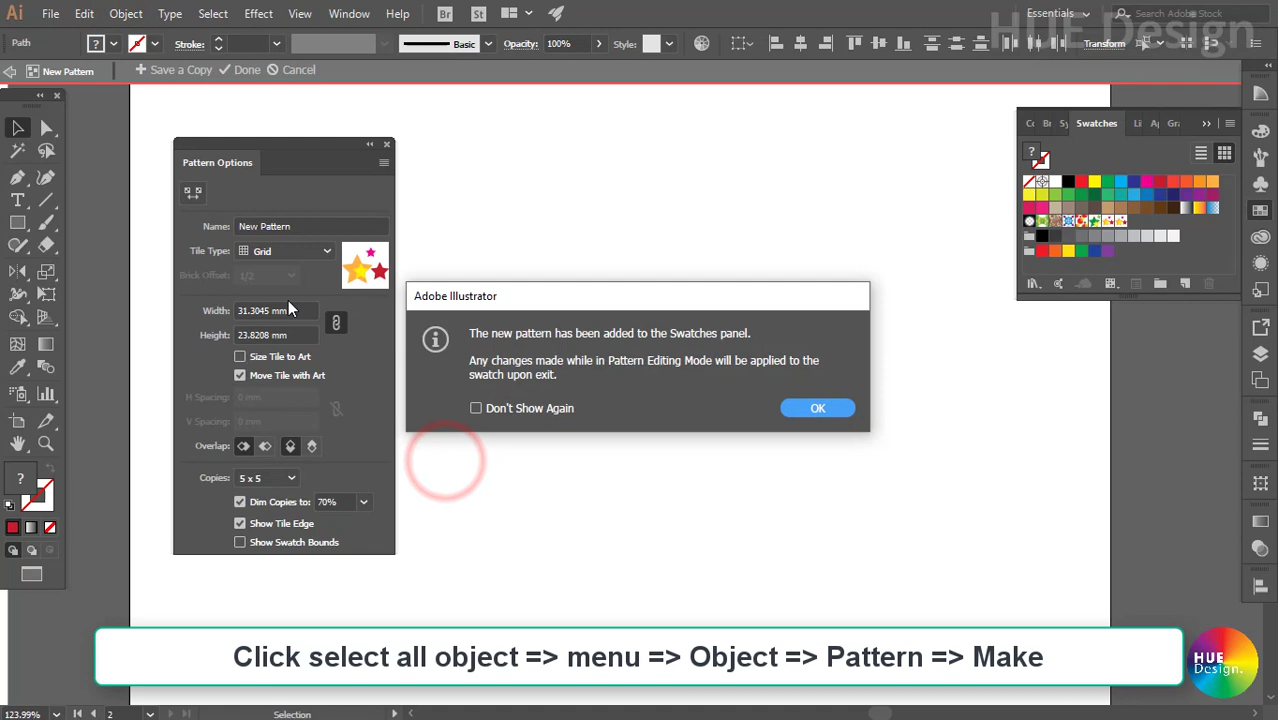 Ai File Edit Object Type Select Effect View Window Help Br St Essentials Search Adobe Stock
HUE Design
Path ? Stroke: Basic Opacity: 100% Style: Transform
New Pattern + Save a Copy Done Cancel
Pattern Options
Name: New Pattern
Tile Type: Grid
Brick Offset: 1/2
Width: 31.3045 mm
Height: 23.8208 mm
Size Tile to Art
Move Tile with Art
H Spacing: 0 mm
V Spacing: 0 mm
Overlap:
Copies: 5 x 5
Dim Copies to: 70%
Show Tile Edge
Show Swatch Bounds
Adobe Illustrator
The new pattern has been added to the Swatches panel.
Any changes made while in Pattern Editing Mode will be applied to the
swatch upon exit.
Don't Show Again OK
Swatches
?
?
Click select all object => menu => Object => Pattern => Make
HUE
Design.
123.99% 2 Selection